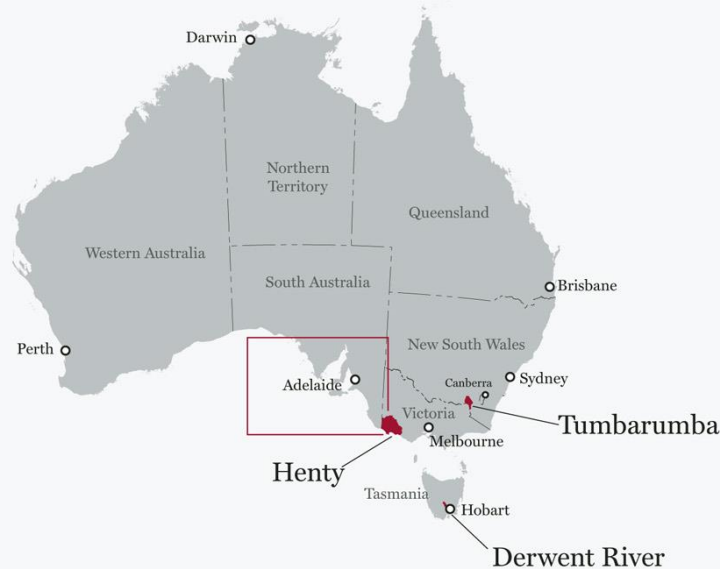 Darwin
Northern
Territory
Queensland
Western Australia
South Australia
Brisbane
New South Wales
Perth
Adelaide
Canberra
Sydney
Victoria
Tumbarumba
Melbourne
Henty
Tasmania
Hobart
Derwent River